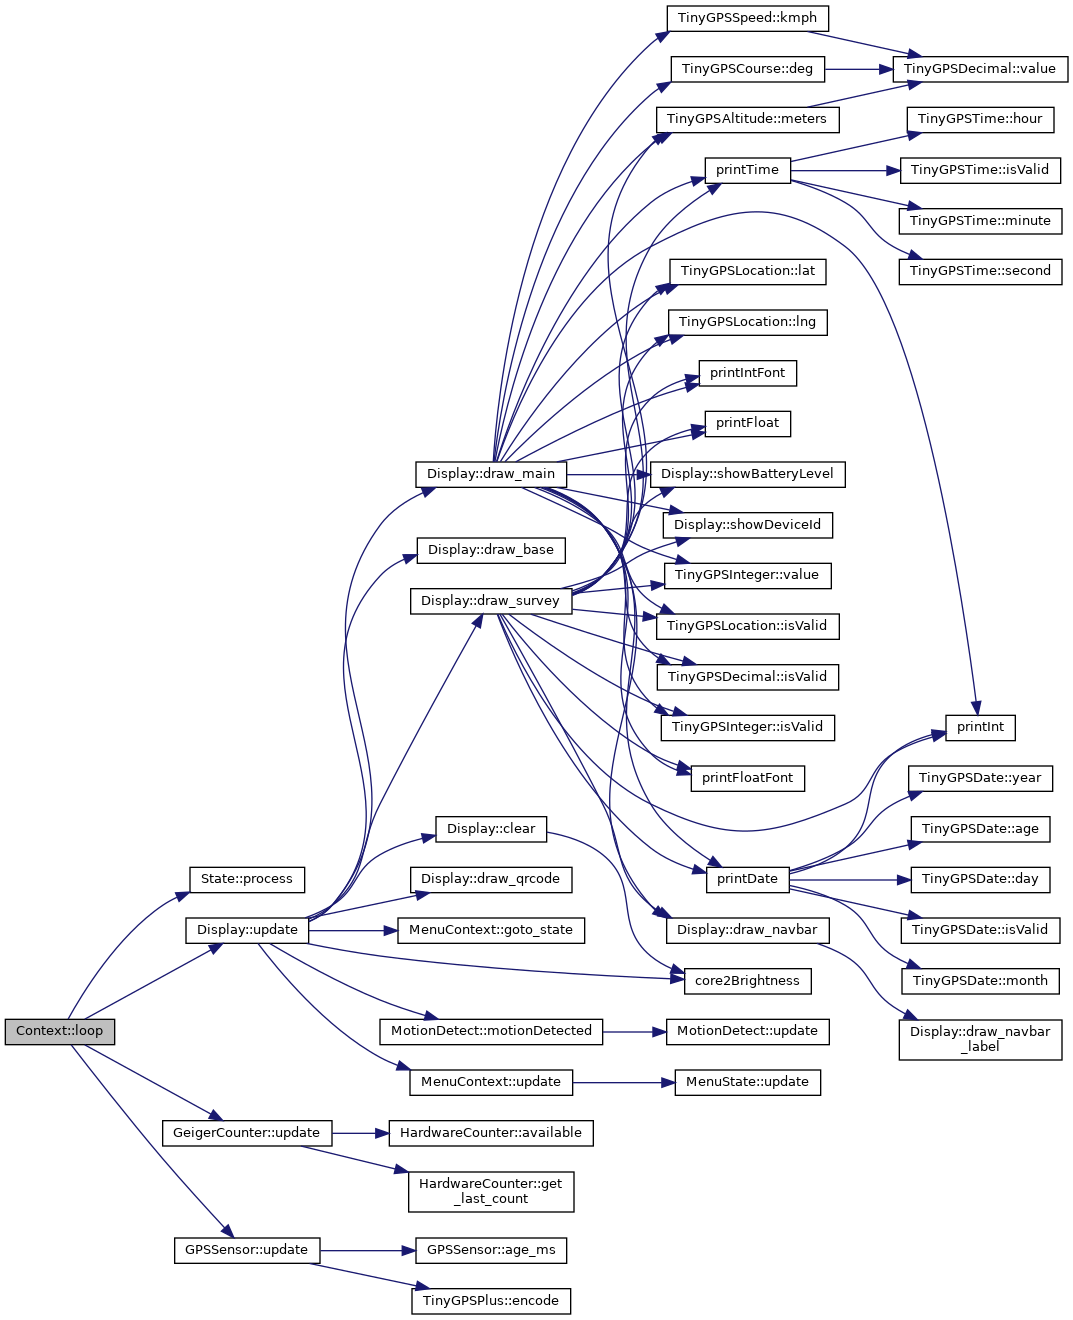 TinyGPSSpeed::kmph
TinyGPSCourse::deg
TinyGPSDecimal::value
TinyGPSAltitude::meters
TinyGPSTime::hour
printTime
TinyGPSTime::isValid
TinyGPSTime::minute
TinyGPSLocation::lat
TinyGPSTime::second
TinyGPSLocation::lng
printIntFont
printFloat
Display::draw_main
Display::showBatteryLevel
Display::showDeviceId
Display::draw_base
TinyGPSInteger::value
Display::draw_survey
TinyGPSLocation::isValid
TinyGPSDecimal::isValid
TinyGPSInteger::isValid
printInt
printFloatFont
TinyGPSDate::year
Display::clear
TinyGPSDate::age
State::process
Display::draw_qrcode
printDate
TinyGPSDate::day
Display::update
MenuContext::goto_state
Display::draw_navbar
TinyGPSDate::isValid
core2Brightness
TinyGPSDate::month
Context::loop
MotionDetect::motionDetected
MotionDetect::update
Display::draw_navbar
_label
MenuContext::update
MenuState::update
GeigerCounter::update
HardwareCounter::available
HardwareCounter::get
_last_count
GPSSensor::update
GPSSensor::age_ms
TinyGPSPlus::encode